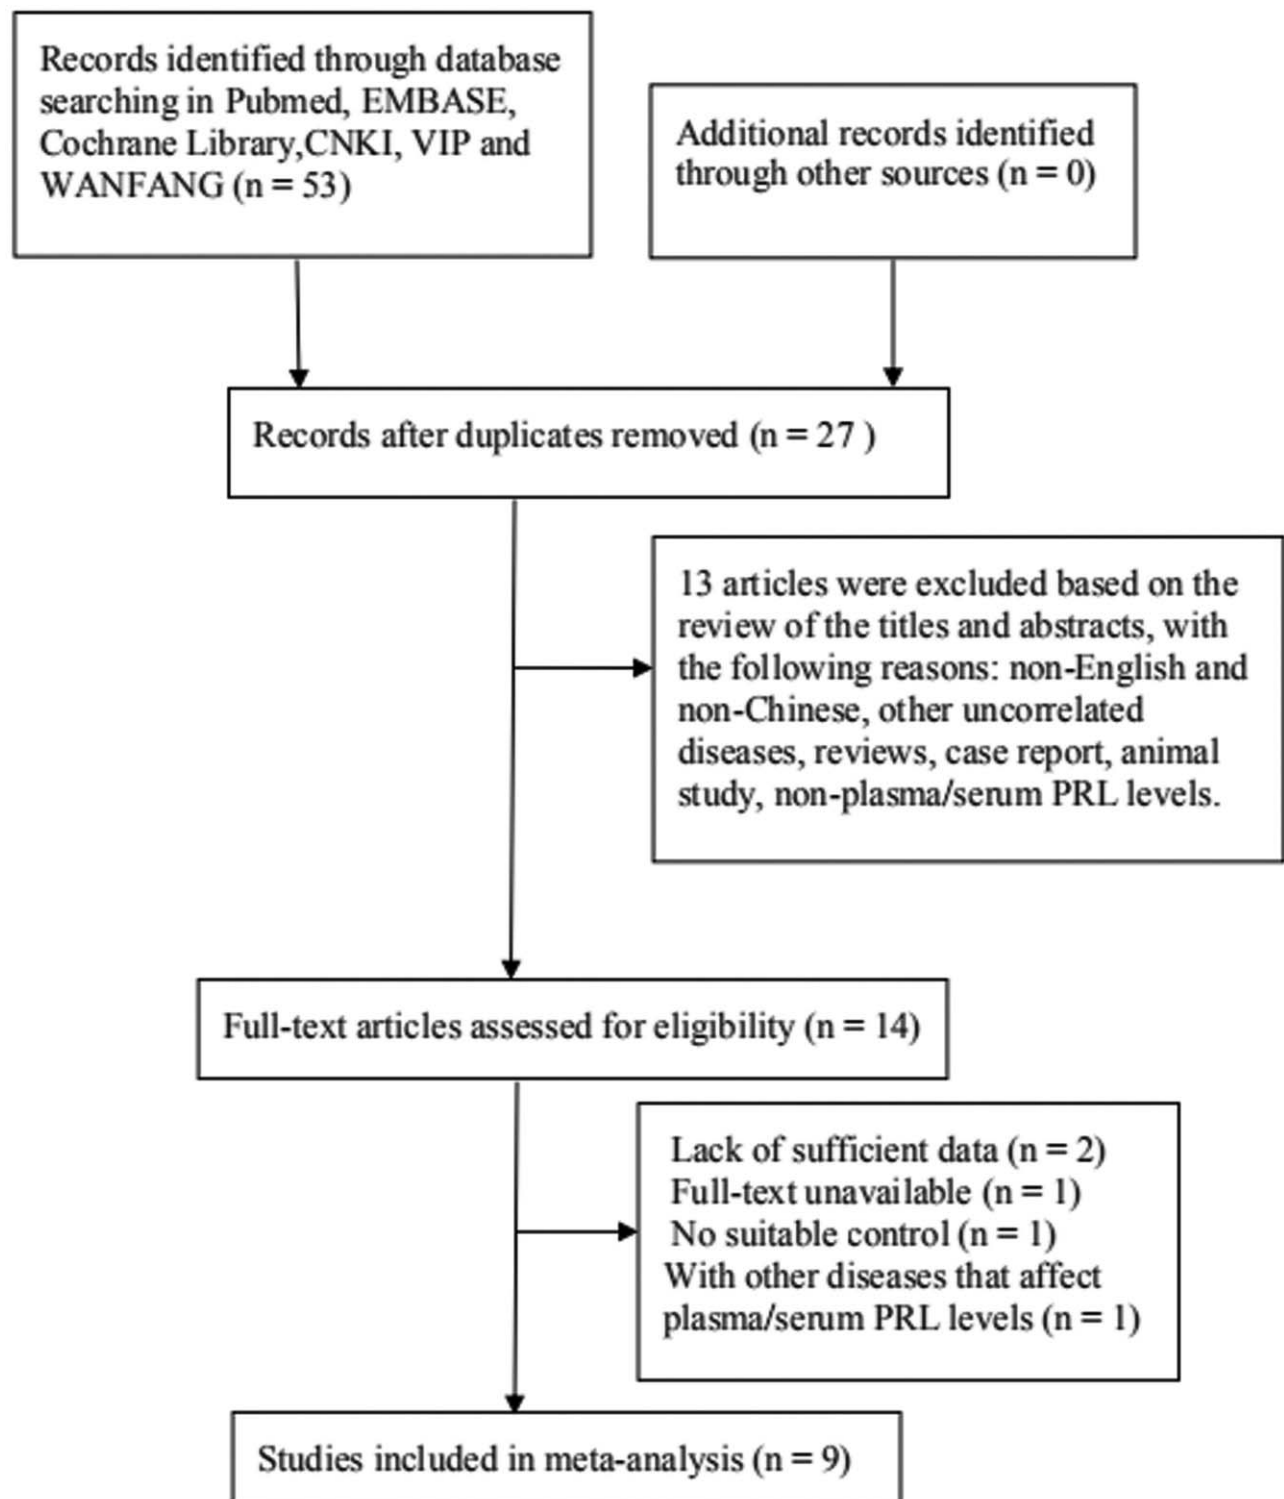 Records identified through database
searching in Pubmed, EMBASE,
Cochrane Library,CNKI, VIP and
WANFANG (n = 53)
Additional records identified
through other sources (n = 0)
Records after duplicates removed (n = 27 )
13 articles were excluded based on the
review of the titles and abstracts, with
the following reasons: non-English and
non-Chinese, other uncorrelated
diseases, reviews, case report, animal
study, non-plasma/serum PRL levels.
Full-text articles assessed for eligibility (n = 14)
Lack of sufficient data (n = 2)
Full-text unavailable (n = 1)
No suitable control (n = 1)
With other diseases that affect
plasma/serum PRL levels (n = 1)
Studies included in meta-analysis (n = 9)